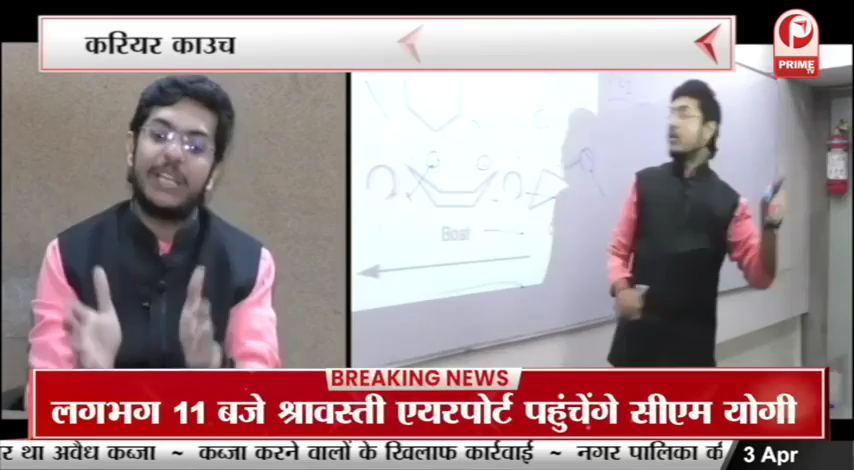 करियर काउच
PRIME
TV
Boat
BREAKING NEWS
लगभग 11 बजे श्रावस्ती एयरपोर्ट पहुंचेंगे सीएम योगी
र था अवैध कब्जा ~ कब्जा करने वालों के खिलाफ कार्रवाई ~ नगर पालिका की
3 Apr